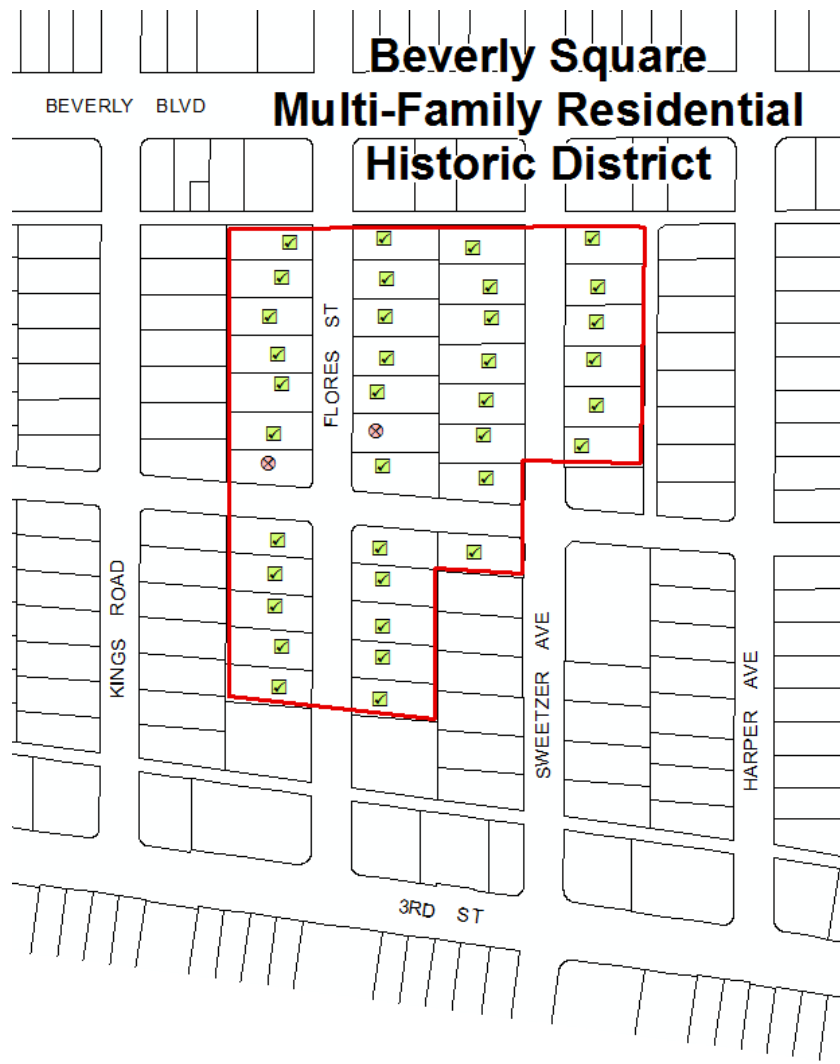 Beverly Square
Multi-Family Residential
Historic District
BEVERLY BLVD
FLORES ST
KINGS ROAD
SWEETZER AVE
HARPER AVE
3RD ST